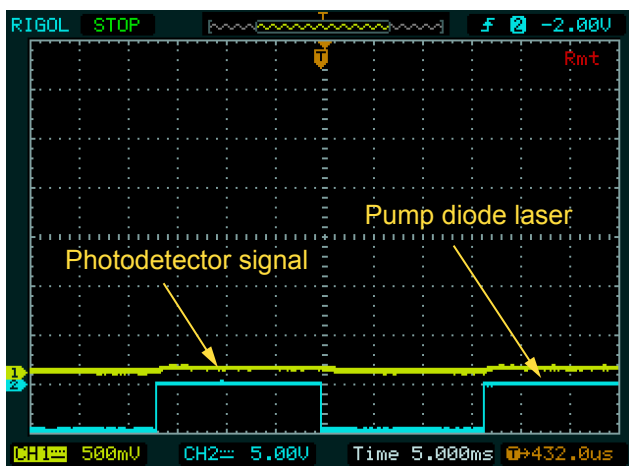 RIGOL STOP T f 2 -2.00V
T
Rmt
Pump diode laser
Photodetector signal
1
2
CH1 500mV CH2 5.00V Time 5.000ms T→432.0us